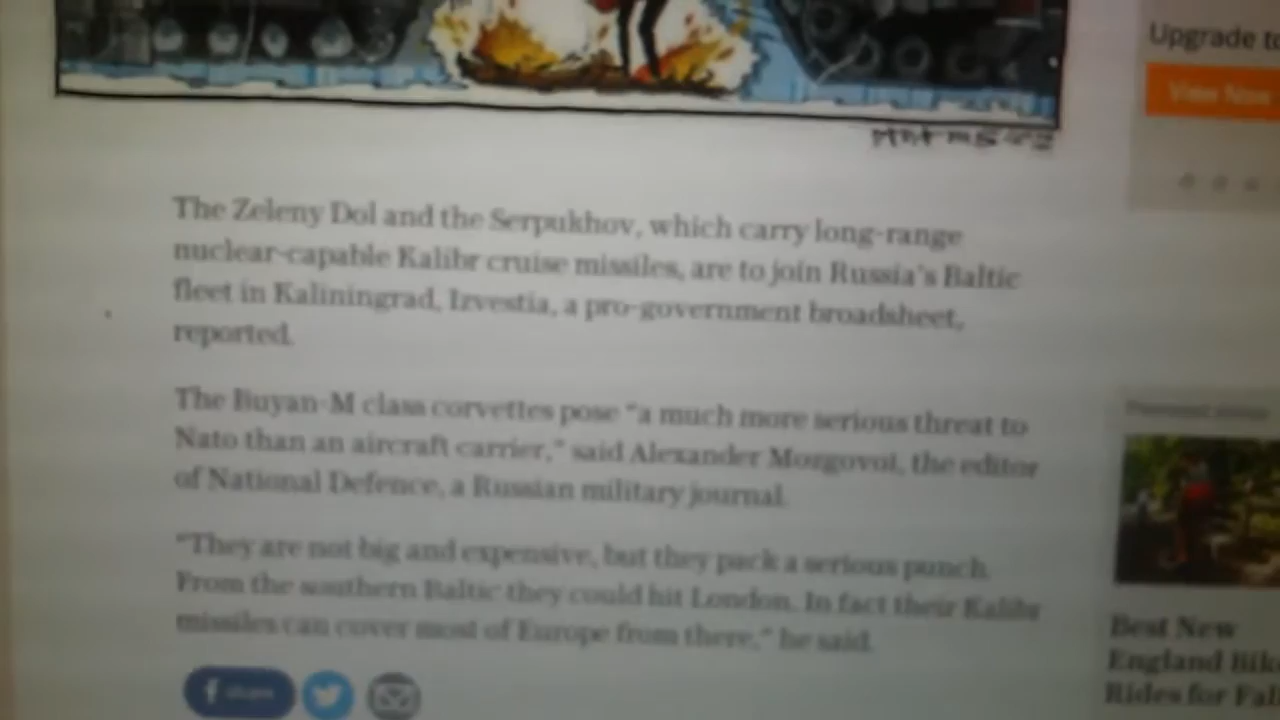 Upgrade to
View Now
The Zeleny Dol and the Serpukhov, which carry long-range
nuclear-capable Kalibr cruise missiles, are to join Russia's Baltic
fleet in Kaliningrad, Izvestia, a pro-government broadsheet,
reported.
The Buyan-M class corvettes pose "a much more serious threat to
Nato than an aircraft carrier," said Alexander Mozgovoi, the editor
of National Defence, a Russian military journal.
"They are not big and expensive, but they pack a serious punch.
From the southern Baltic they could hit London. In fact their Kalibr
missiles can cover most of Europe from there," he said.
f share
Best New
England Bike
Rides for Fall